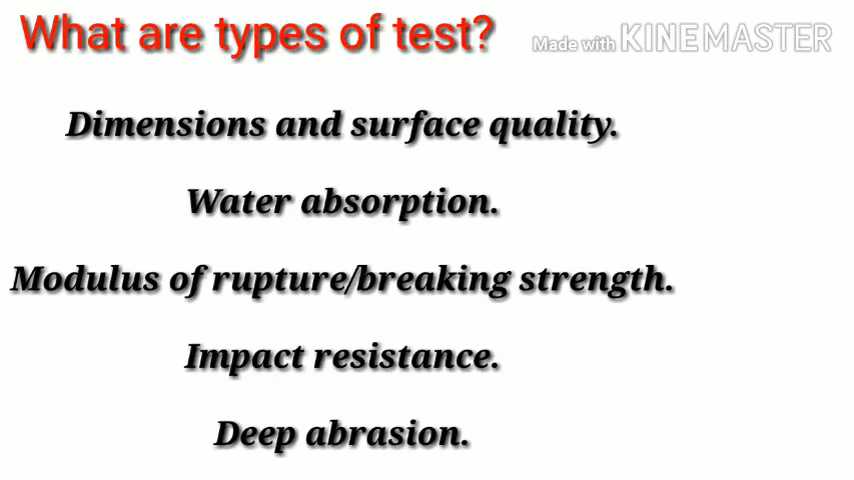 What are types of test?
Made with KINEMASTER
Dimensions and surface quality.
Water absorption.
Modulus of rupture/breaking strength.
Impact resistance.
Deep abrasion.